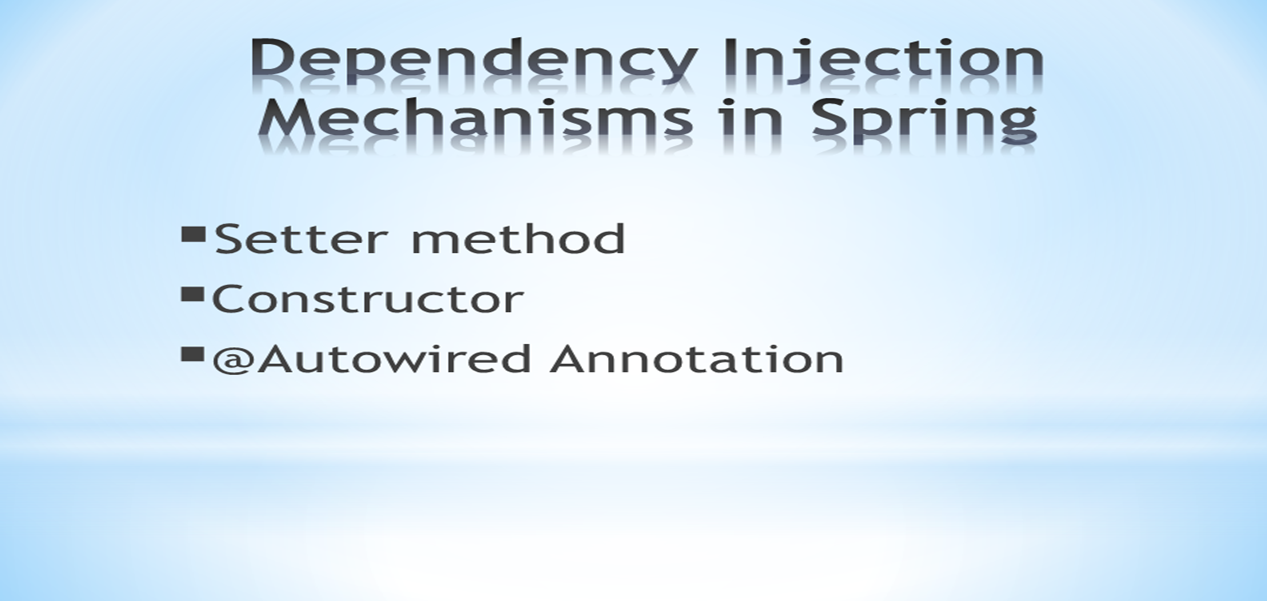 Dependency Injection
Mechanisms in Spring
▪Setter method
▪Constructor
▪@Autowired Annotation